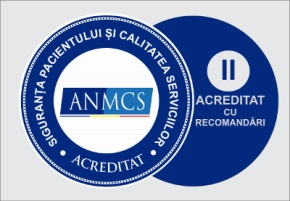 SIGURANȚA PACIENTULUI ȘI CALITATEA SERVICIILOR
ANMCS
• ACREDITAT •
II
ACREDITAT
CU
RECOMANDĂRI